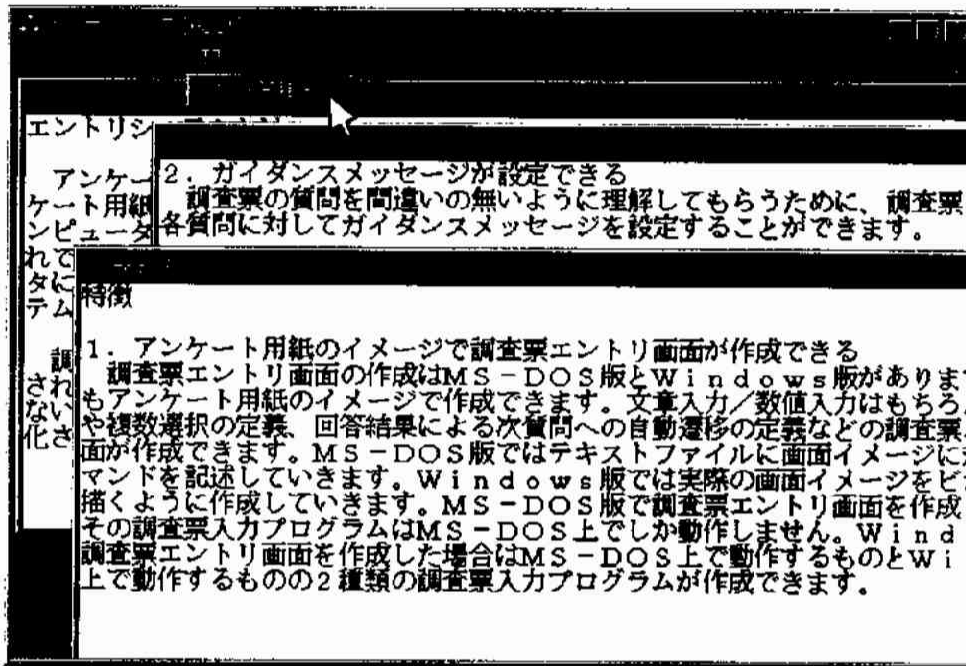 エントリシ
アンケー
ケート用紙
ンピュータ
れで
タに
テム
調
され
ない
化さ
2．ガイダンスメッセージが設定できる
調査票の質問を間違いの無いように理解してもらうために、調査票
各質問に対してガイダンスメッセージを設定することができます。
特徴
1．アンケート用紙のイメージで調査票エントリ画面が作成できる
調査票エントリ画面の作成はMS－DOS版とWindows版がありま
もアンケート用紙のイメージで作成できます。文章入力／数値入力はもちろ
や複数選択の定義、回答結果による次質問への自動遷移の定義などの調査票
面が作成できます。MS－DOS版ではテキストファイルに画面イメージに
マンドを記述していきます。Windows版では実際の画面イメージをビ
描くように作成していきます。MS－DOS版で調査票エントリ画面を作成
その調査票入力プログラムはMS－DOS上でしか動作しません。Wind
調査票エントリ画面を作成した場合はMS－DOS上で動作するものとWi
上で動作するものの2種類の調査票入力プログラムが作成できます。